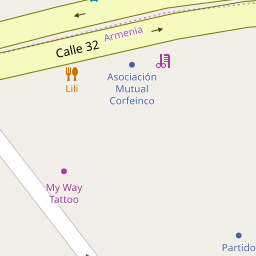 Armenia
Calle 32
Lili
Asociación
Mutual
Corfeinco
My Way
Tattoo
Partido